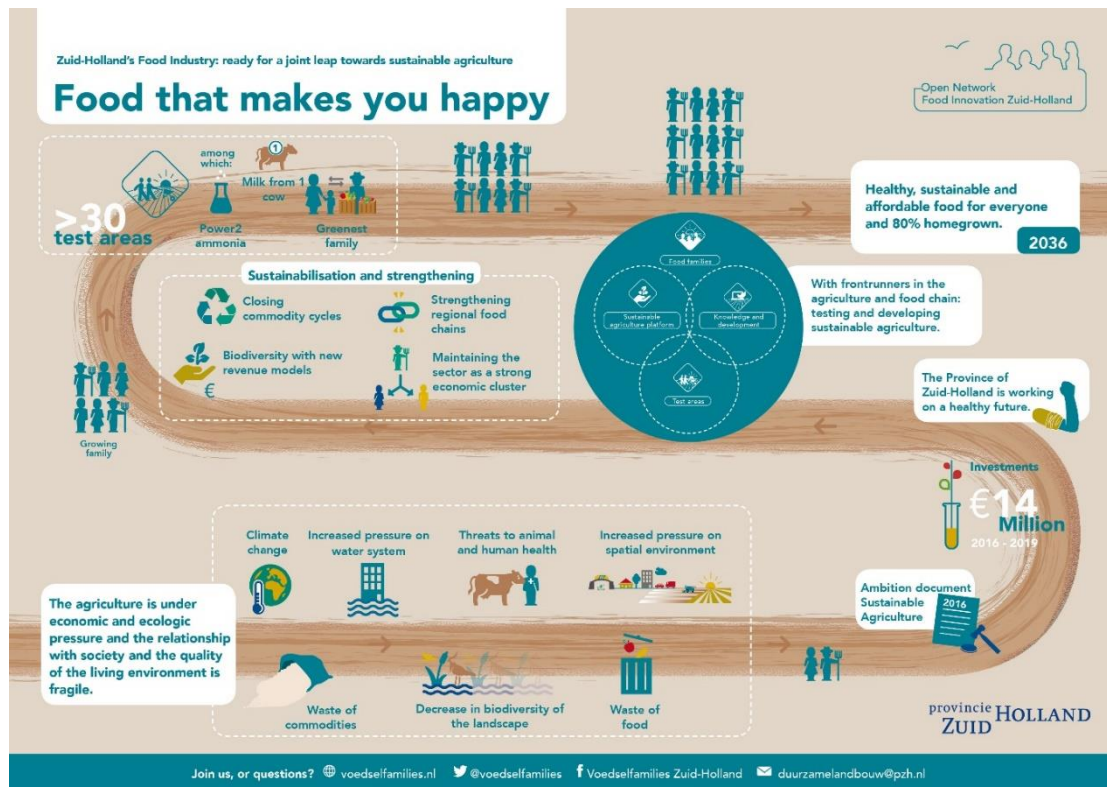 Zuid-Holland's Food Industry: ready for a joint leap towards sustainable agriculture
Food that makes you happy
Open Network
Food Innovation Zuid-Holland
>30
test areas
among
which:
Power2
ammonia
1
Milk from 1
cow
Greenest
family
Healthy, sustainable and
affordable food for everyone
and 80% homegrown.
2036
Sustainabilisation and strengthening
Closing
commodity cycles
Strengthening
regional food
chains
Biodiversity with new
revenue models
€
Maintaining the
sector as a strong
economic cluster
Food families
Sustainable
agriculture platform
Knowledge and
development
Test areas
With frontrunners in the
agriculture and food chain:
testing and developing
sustainable agriculture.
The Province of
Zuid-Holland is working
on a healthy future.
Growing
family
Investments
€14
Million
2016 - 2019
Climate
change
Increased pressure on
water system
Threats to animal
and human health
Increased pressure on
spatial environment
Ambition document
Sustainable
Agriculture
2016
The agriculture is under
economic and ecologic
pressure and the relationship
with society and the quality
of the living environment is
fragile.
Waste of
commodities
Decrease in biodiversity of
the landscape
Waste of
food
provincie HOLLAND
ZUID
Join us, or questions? voedselfamilies.nl @voedselfamilies f Voedselfamilies Zuid-Holland duurzamelandbouw@pzh.nl